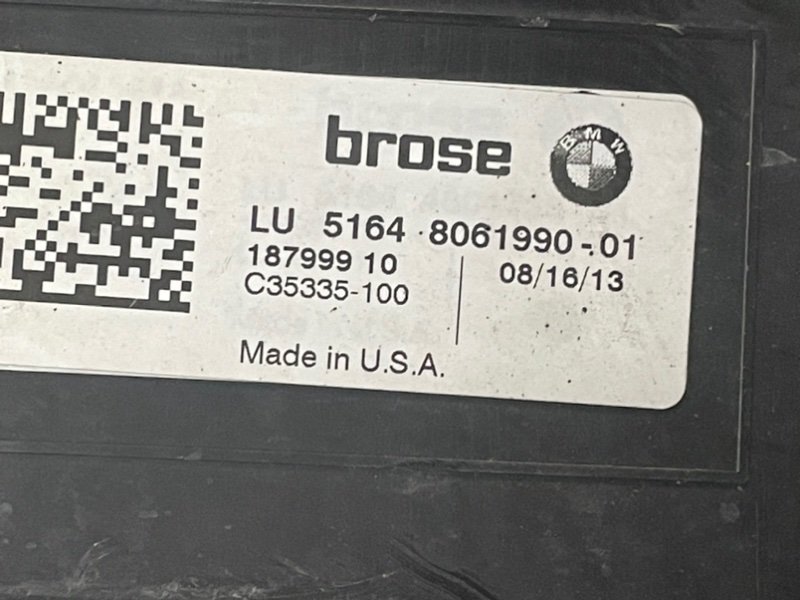 brose
BMW
LU 5164 8061990-01
187999 10
08/16/13
C35335-100
Made in U.S.A.